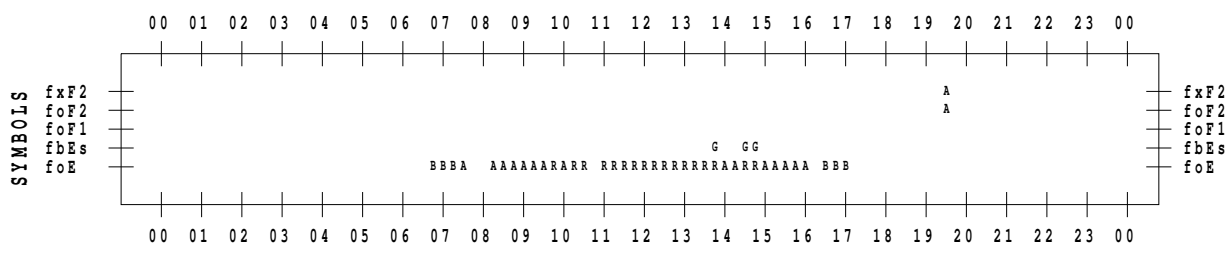 00 01 02 03 04 05 06 07 08 09 10 11 12 13 14 15 16 17 18 19 20 21 22 23 00
SYMBOLS
fxF2 A fxF2
foF2 A foF2
foF1 foF1
fbEs G GG fbEs
foE BBBA AAAAAARARR RRRRRRRRRRRRAARRAAAAA BBB foE
00 01 02 03 04 05 06 07 08 09 10 11 12 13 14 15 16 17 18 19 20 21 22 23 00